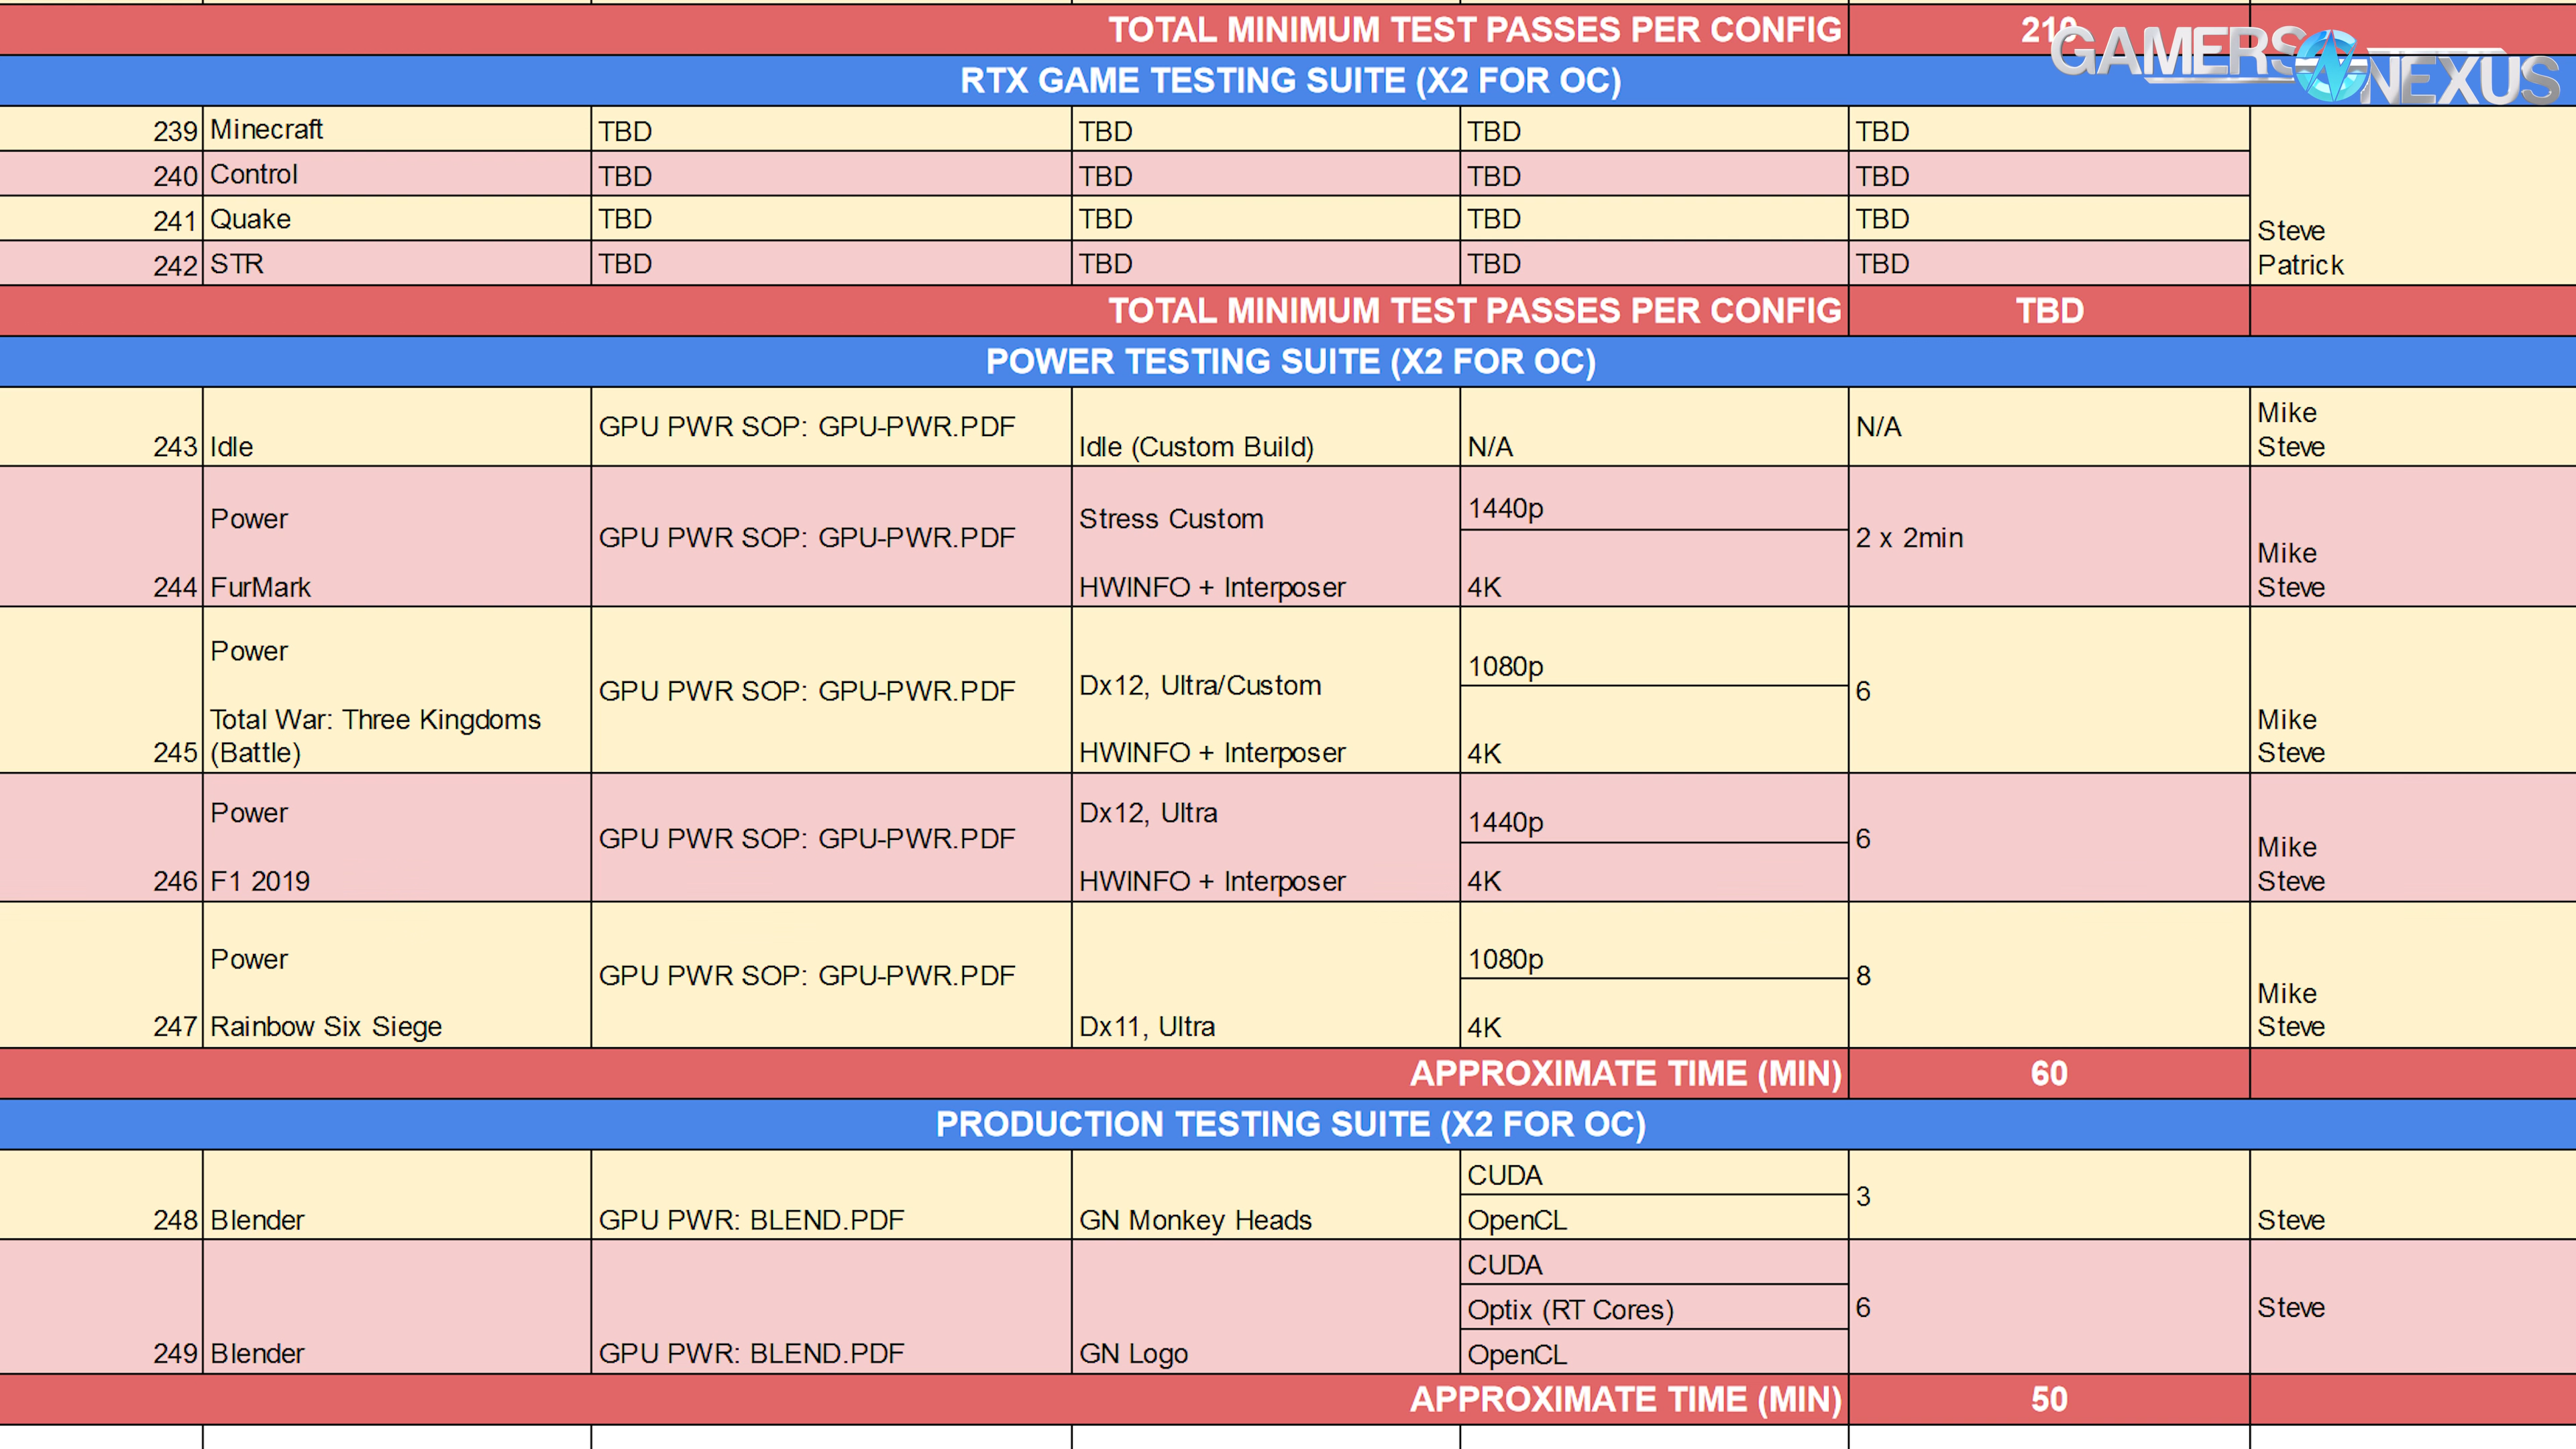 TOTAL MINIMUM TEST PASSES PER CONFIG 210
GAMERS NEXUS
RTX GAME TESTING SUITE (X2 FOR OC)
239 Minecraft TBD TBD TBD TBD
240 Control TBD TBD TBD TBD
241 Quake TBD TBD TBD TBD
242 STR TBD TBD TBD TBD
Steve
Patrick
TOTAL MINIMUM TEST PASSES PER CONFIG TBD
POWER TESTING SUITE (X2 FOR OC)
243 Idle GPU PWR SOP: GPU-PWR.PDF Idle (Custom Build) N/A N/A
Mike
Steve
Power
244 FurMark
GPU PWR SOP: GPU-PWR.PDF
Stress Custom
HWINFO + Interposer
1440p
4K
2 x 2min
Mike
Steve
Power
Total War: Three Kingdoms
245 (Battle)
GPU PWR SOP: GPU-PWR.PDF
Dx12, Ultra/Custom
HWINFO + Interposer
1080p
4K
6
Mike
Steve
Power
246 F1 2019
GPU PWR SOP: GPU-PWR.PDF
Dx12, Ultra
HWINFO + Interposer
1440p
4K
6
Mike
Steve
Power
247 Rainbow Six Siege
GPU PWR SOP: GPU-PWR.PDF
Dx11, Ultra
1080p
4K
8
Mike
Steve
APPROXIMATE TIME (MIN) 60
PRODUCTION TESTING SUITE (X2 FOR OC)
248 Blender GPU PWR: BLEND.PDF GN Monkey Heads
CUDA
OpenCL
3
Steve
249 Blender GPU PWR: BLEND.PDF GN Logo
CUDA
Optix (RT Cores)
OpenCL
6
Steve
APPROXIMATE TIME (MIN) 50